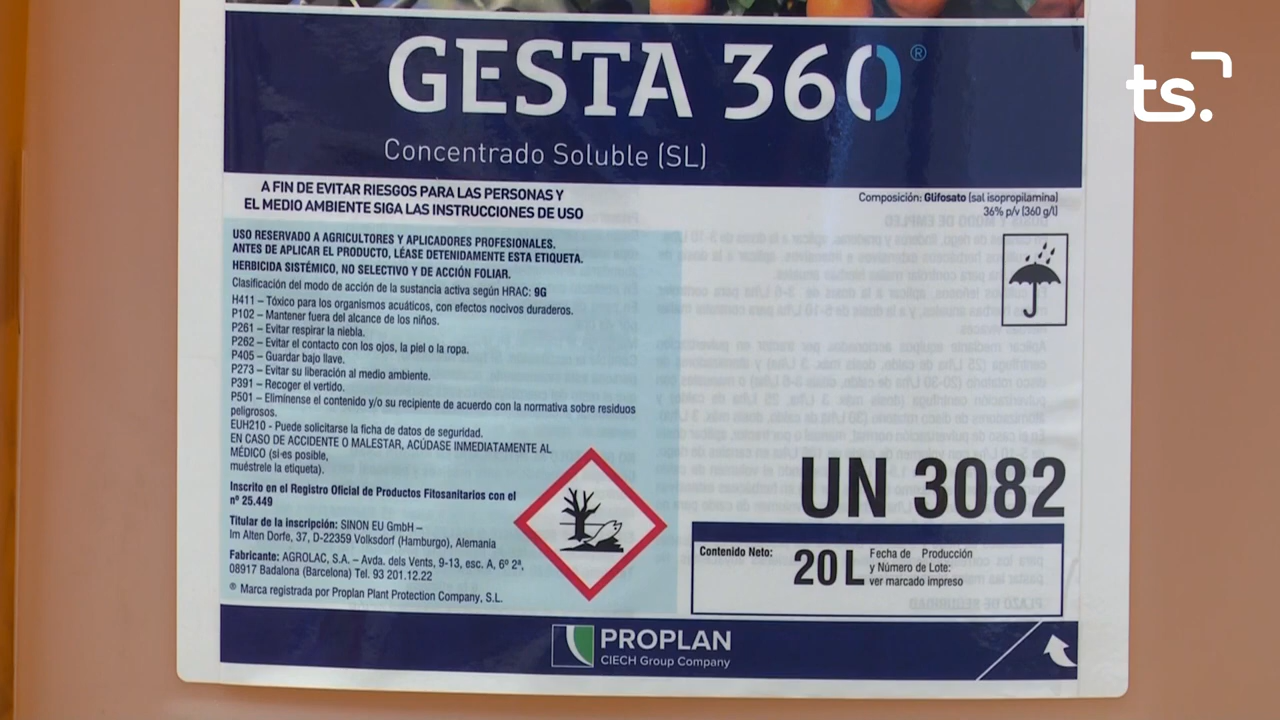 GESTA 360®
ts.
Concentrado Soluble (SL)
A FIN DE EVITAR RIESGOS PARA LAS PERSONAS Y
EL MEDIO AMBIENTE SIGA LAS INSTRUCCIONES DE USO
Composición: Glifosato (sal isopropilamina)
36% p/v (360 g/l)
USO RESERVADO A AGRICULTORES Y APLICADORES PROFESIONALES.
ANTES DE APLICAR EL PRODUCTO, LÉASE DETENIDAMENTE ESTA ETIQUETA.
HERBICIDA SISTÉMICO, NO SELECTIVO Y DE ACCIÓN FOLIAR.
Clasificación del modo de acción de la sustancia activa según HRAC: 9G
H411 – Tóxico para los organismos acuáticos, con efectos nocivos duraderos.
P102 – Mantener fuera del alcance de los niños.
P261 – Evitar respirar la niebla.
P262 – Evitar el contacto con los ojos, la piel o la ropa.
P405 – Guardar bajo llave.
P273 – Evitar su liberación al medio ambiente.
P391 – Recoger el vertido.
P501 – Elimínense el contenido y/o su recipiente de acuerdo con la normativa sobre residuos
peligrosos.
EUH210 - Puede solicitarse la ficha de datos de seguridad.
EN CASO DE ACCIDENTE O MALESTAR, ACÚDASE INMEDIATAMENTE AL
MÉDICO (si es posible,
muéstrele la etiqueta).
Inscrito en el Registro Oficial de Productos Fitosanitarios con el
nº 25.449
Titular de la inscripción: SINON EU GmbH –
Im Alten Dorfe, 37, D-22359 Volksdorf (Hamburgo), Alemania
Fabricante: AGROLAC, S.A. – Avda. dels Vents, 9-13, esc. A, 6º 2ª,
08917 Badalona (Barcelona) Tel. 93 201.12.22
® Marca registrada por Proplan Plant Protection Company, S.L.
UN 3082
Contenido Neto: 20 L
Fecha de Producción
y Número de Lote:
ver marcado impreso
PROPLAN
CIECH Group Company